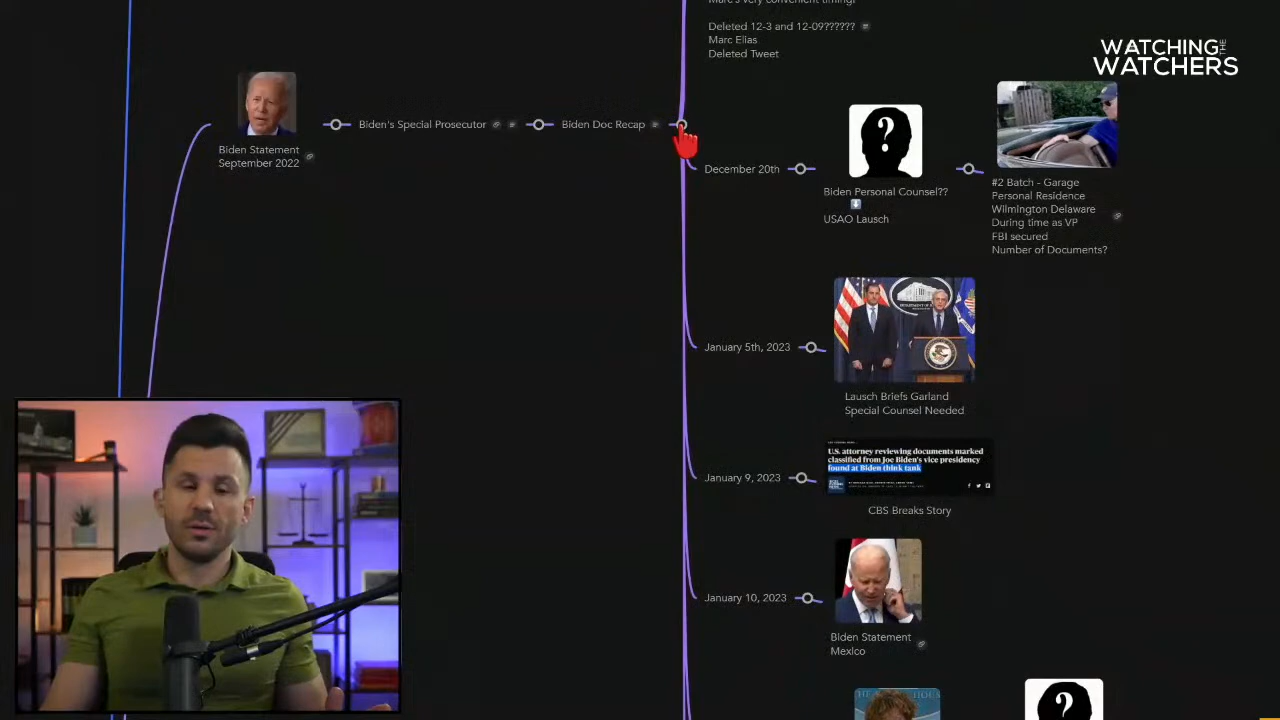 Deleted 12-3 and 12-09??????
Marc Elias
Deleted Tweet
WATCHING THE
WATCHERS
Biden Statement
September 2022
Biden's Special Prosecutor
Biden Doc Recap
December 20th
Biden Personal Counsel??
USAO Lausch
#2 Batch - Garage
Personal Residence
Wilmington Delaware
During time as VP
FBI secured
Number of Documents?
January 5th, 2023
Lausch Briefs Garland
Special Counsel Needed
January 9, 2023
U.S. attorney reviewing documents marked
classified from Joe Biden's vice presidency
found at Biden think tank
CBS Breaks Story
January 10, 2023
Biden Statement
Mexico